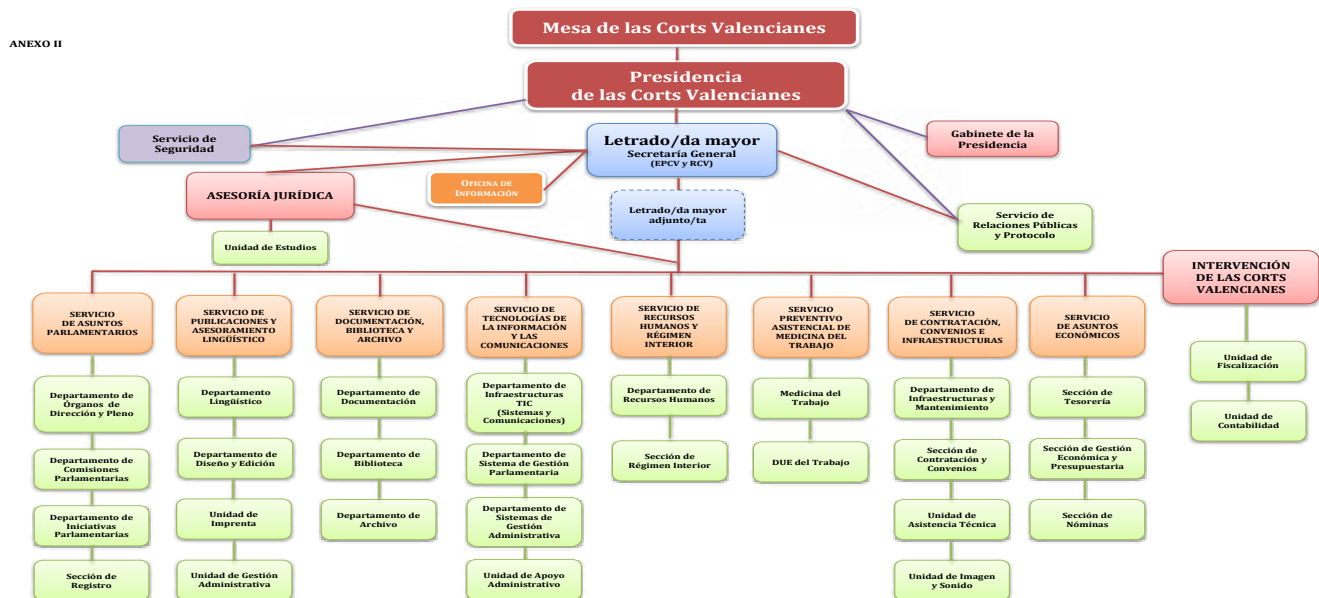 Mesa de las Corts Valencianes
ANEXO II
Presidencia
de las Corts Valencianes
Servicio de
Seguridad
Letrado/da mayor
Secretaría General
(EPCV y RCV)
Gabinete de la
Presidencia
ASESORÍA JURÍDICA
OFICINA DE
INFORMACIÓN
Letrado/da mayor
adjunto/ta
Servicio de
Relaciones Públicas
y Protocolo
Unidad de Estudios
INTERVENCIÓN
DE LAS CORTS
VALENCIANES
SERVICIO
DE ASUNTOS
PARLAMENTARIOS
SERVICIO DE
PUBLICACIONES Y
ASESORAMIENTO
LINGÜÍSTICO
SERVICIO DE
DOCUMENTACIÓN,
BIBLIOTECA Y
ARCHIVO
SERVICIO DE
TECNOLOGÍAS DE
LA INFORMACIÓN
Y LAS
COMUNICACIONES
SERVICIO DE
RECURSOS
HUMANOS Y
RÉGIMEN
INTERIOR
SERVICIO
PREVENTIVO
ASISTENCIAL DE
MEDICINA DEL
TRABAJO
SERVICIO
DE CONTRATACIÓN,
CONVENIOS E
INFRAESTRUCTURAS
SERVICIO
DE ASUNTOS
ECONÓMICOS
Unidad de
Fiscalización
Unidad de
Contabilidad
Departamento de
Órganos de
Dirección y Pleno
Departamento de
Comisiones
Parlamentarias
Departamento de
Iniciativas
Parlamentarias
Sección de
Registro
Departamento
Lingüístico
Departamento de
Diseño y Edición
Unidad de
Imprenta
Unidad de Gestión
Administrativa
Departamento de
Documentación
Departamento de
Biblioteca
Departamento de
Archivo
Departamento de
Infraestructuras
TIC
(Sistemas y
Comunicaciones)
Departamento de
Sistema de Gestión
Parlamentaria
Departamento de
Sistemas de
Gestión
Administrativa
Unidad de Apoyo
Administrativo
Departamento de
Recursos Humanos
Sección de
Régimen Interior
Medicina del
Trabajo
DUE del Trabajo
Departamento de
Infraestructuras y
Mantenimiento
Sección de
Contratación y
Convenios
Unidad de
Asistencia Técnica
Unidad de Imagen
y Sonido
Sección de
Tesorería
Sección de Gestión
Económica y
Presupuestaria
Sección de
Nóminas